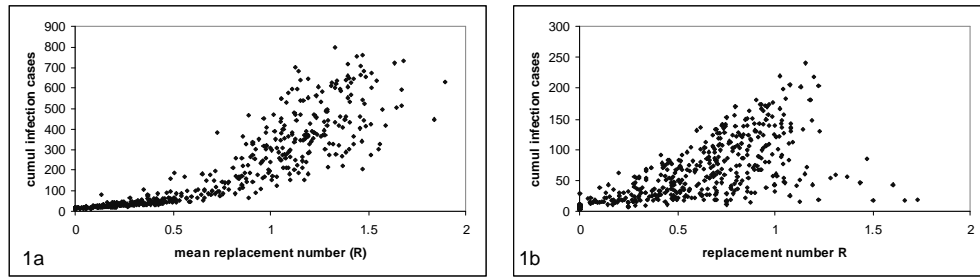 900
800
700
600
500
400
300
200
100
0
cumul infection cases
0 0.5 1 1.5 2
mean replacement number (R)
1a
300
250
200
150
100
50
0
cumul infection cases
0 0.5 1 1.5 2
replacement number R
1b